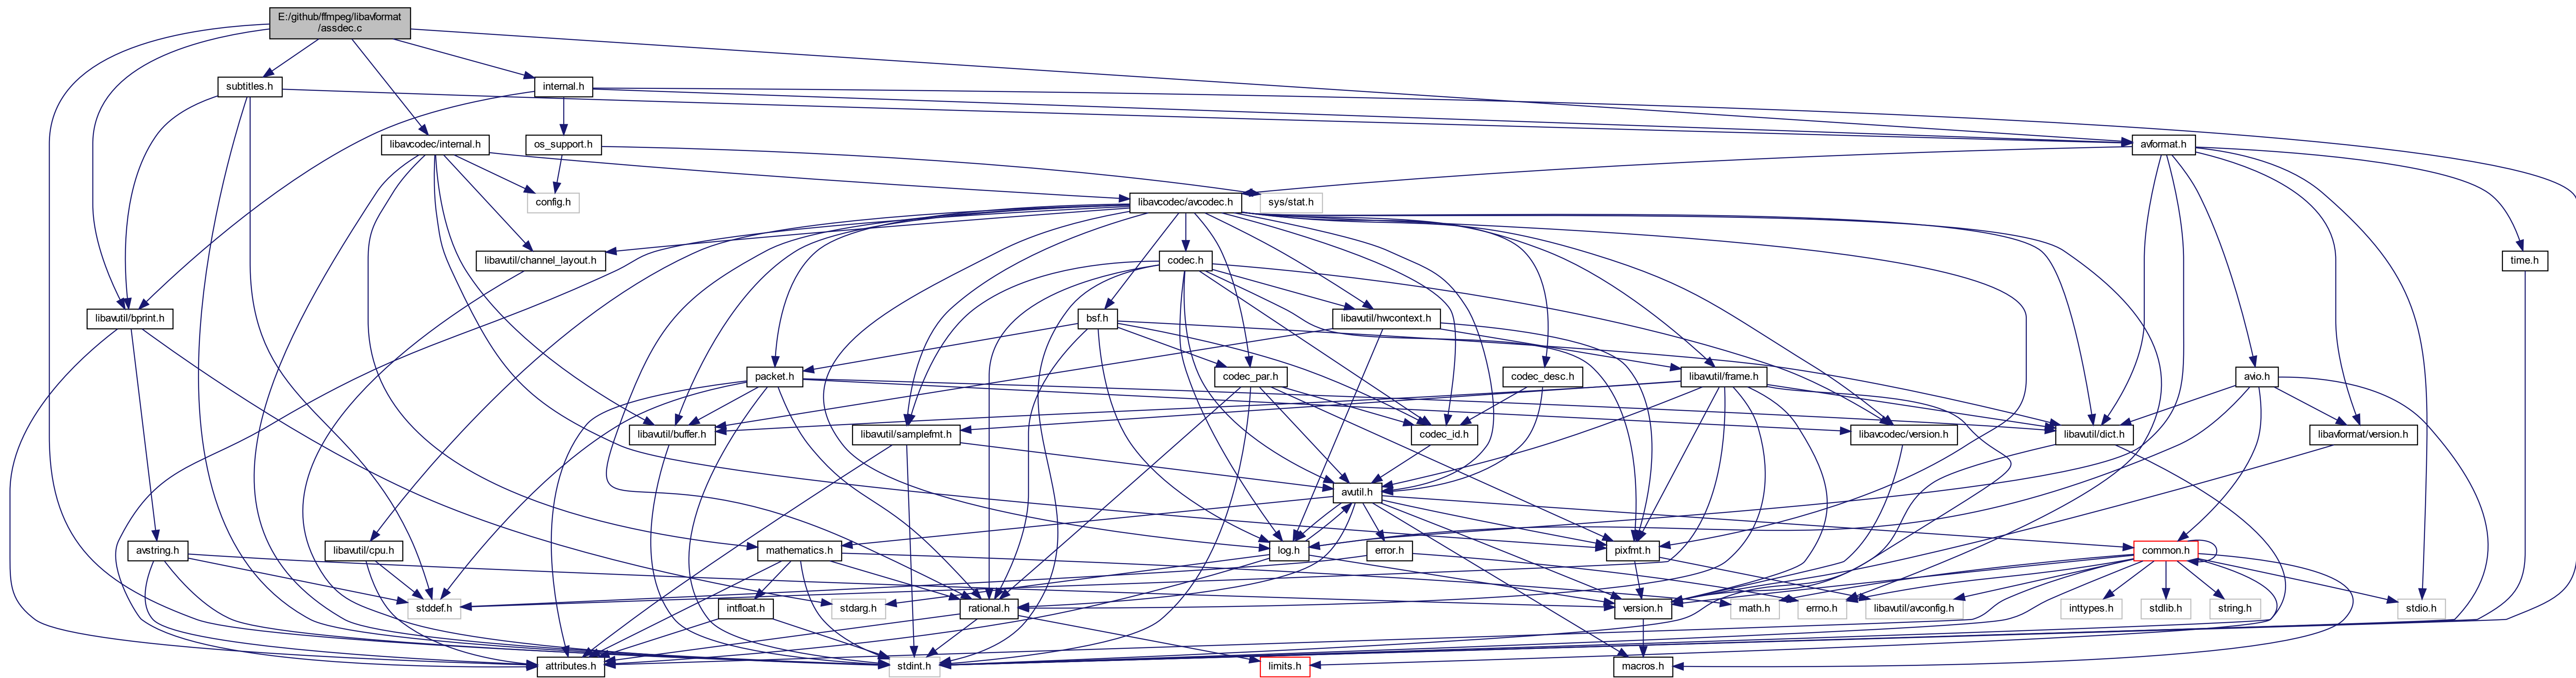 E:/github/ffmpeg/libavformat
/assdec.c
subtitles.h
internal.h
libavcodec/internal.h
os_support.h
avformat.h
config.h
libavcodec/avcodec.h
sys/stat.h
libavutil/channel_layout.h
codec.h
time.h
libavutil/bprint.h
bsf.h
libavutil/hwcontext.h
packet.h
codec_par.h
codec_desc.h
libavutil/frame.h
avio.h
libavutil/buffer.h
libavutil/samplefmt.h
codec_id.h
libavcodec/version.h
libavutil/dict.h
libavformat/version.h
avutil.h
avstring.h
libavutil/cpu.h
mathematics.h
log.h
error.h
pixfmt.h
common.h
stddef.h
intfloat.h
stdarg.h
rational.h
version.h
math.h
errno.h
libavutil/avconfig.h
inttypes.h
stdlib.h
string.h
stdio.h
attributes.h
stdint.h
limits.h
macros.h